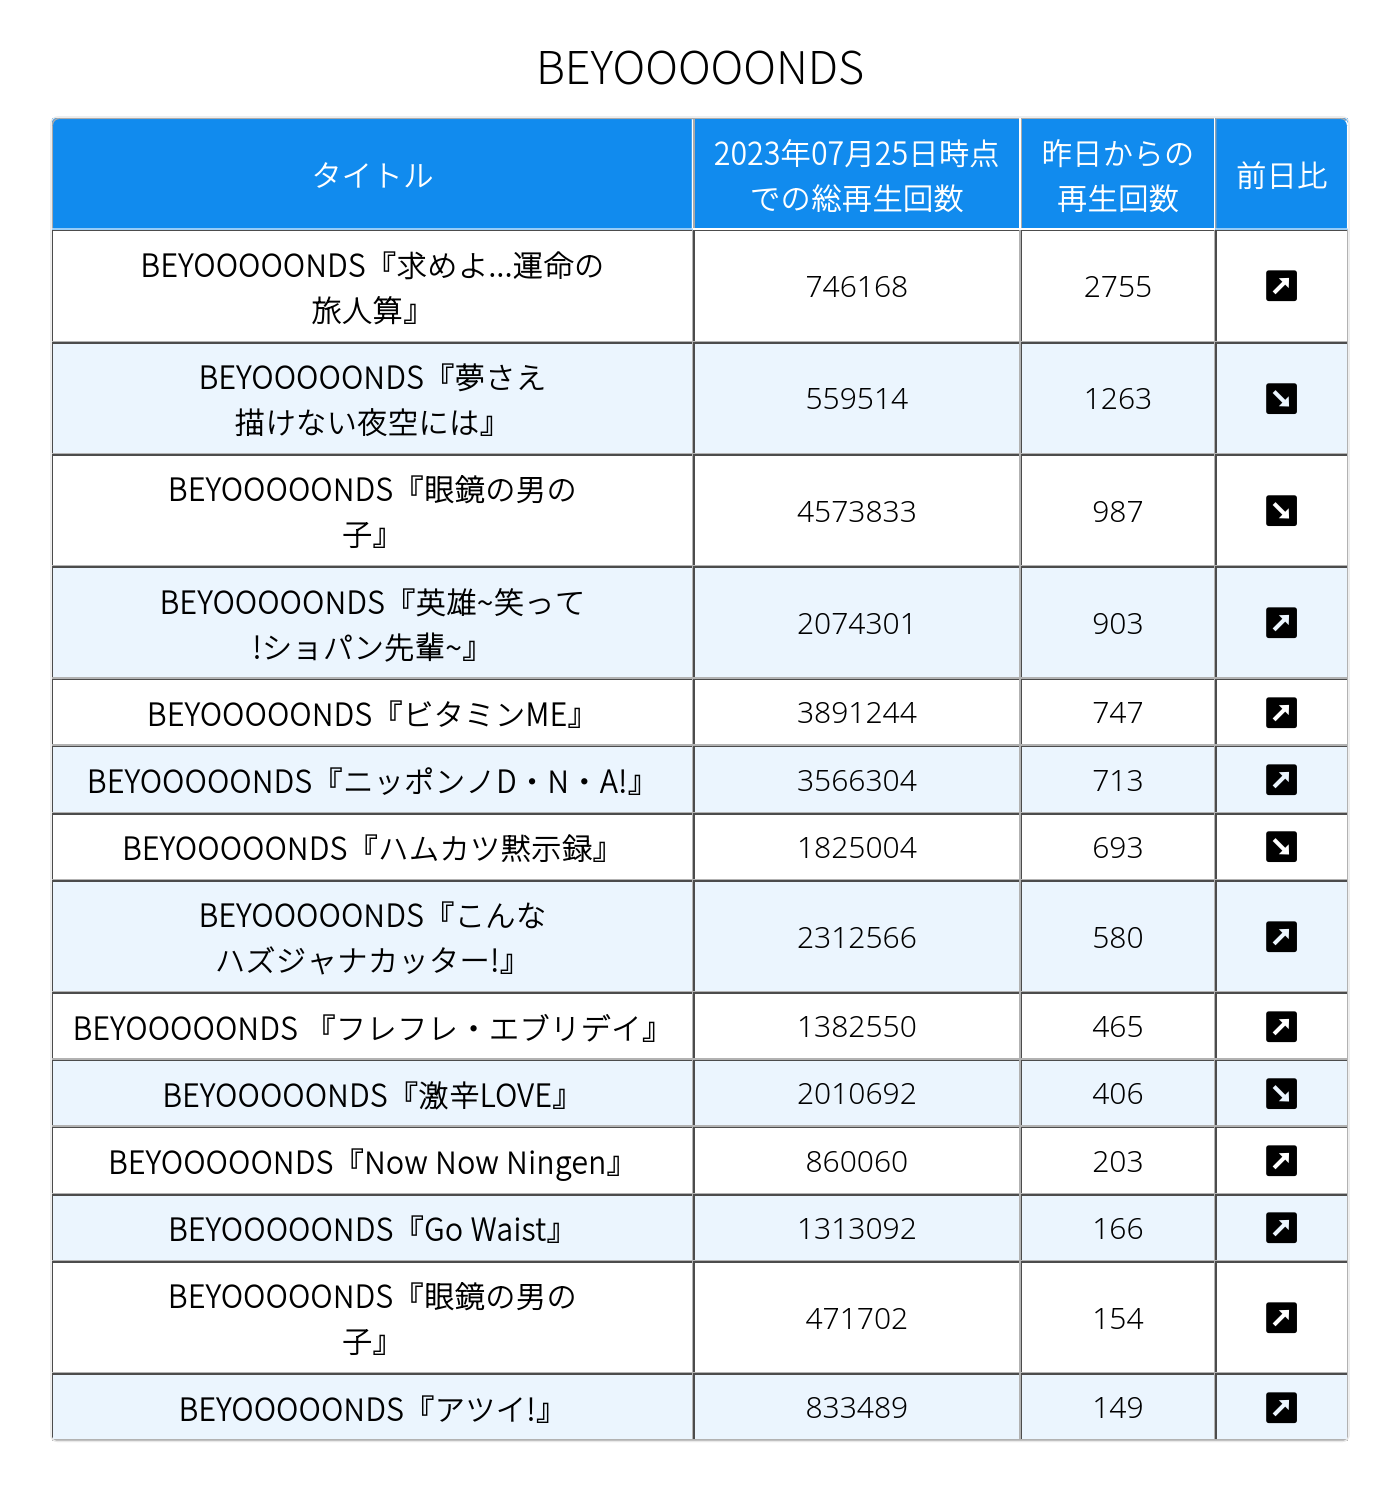 BEYOOOOONDS
タイトル
2023年07月25日時点
での総再生回数
昨日からの
再生回数
前日比
BEYOOOOONDS『求めよ...運命の
旅人算』
746168
2755
BEYOOOOONDS『夢さえ
描けない夜空には』
559514
1263
BEYOOOOONDS『眼鏡の男の
子』
4573833
987
BEYOOOOONDS『英雄~笑って
!ショパン先輩~』
2074301
903
BEYOOOOONDS『ビタミンME』
3891244
747
BEYOOOOONDS『ニッポンノD・N・A!』
3566304
713
BEYOOOOONDS『ハムカツ黙示録』
1825004
693
BEYOOOOONDS『こんな
ハズジャナカッター!』
2312566
580
BEYOOOOONDS 『フレフレ・エブリデイ』
1382550
465
BEYOOOOONDS『激辛LOVE』
2010692
406
BEYOOOOONDS『Now Now Ningen』
860060
203
BEYOOOOONDS『Go Waist』
1313092
166
BEYOOOOONDS『眼鏡の男の
子』
471702
154
BEYOOOOONDS『アツイ!』
833489
149